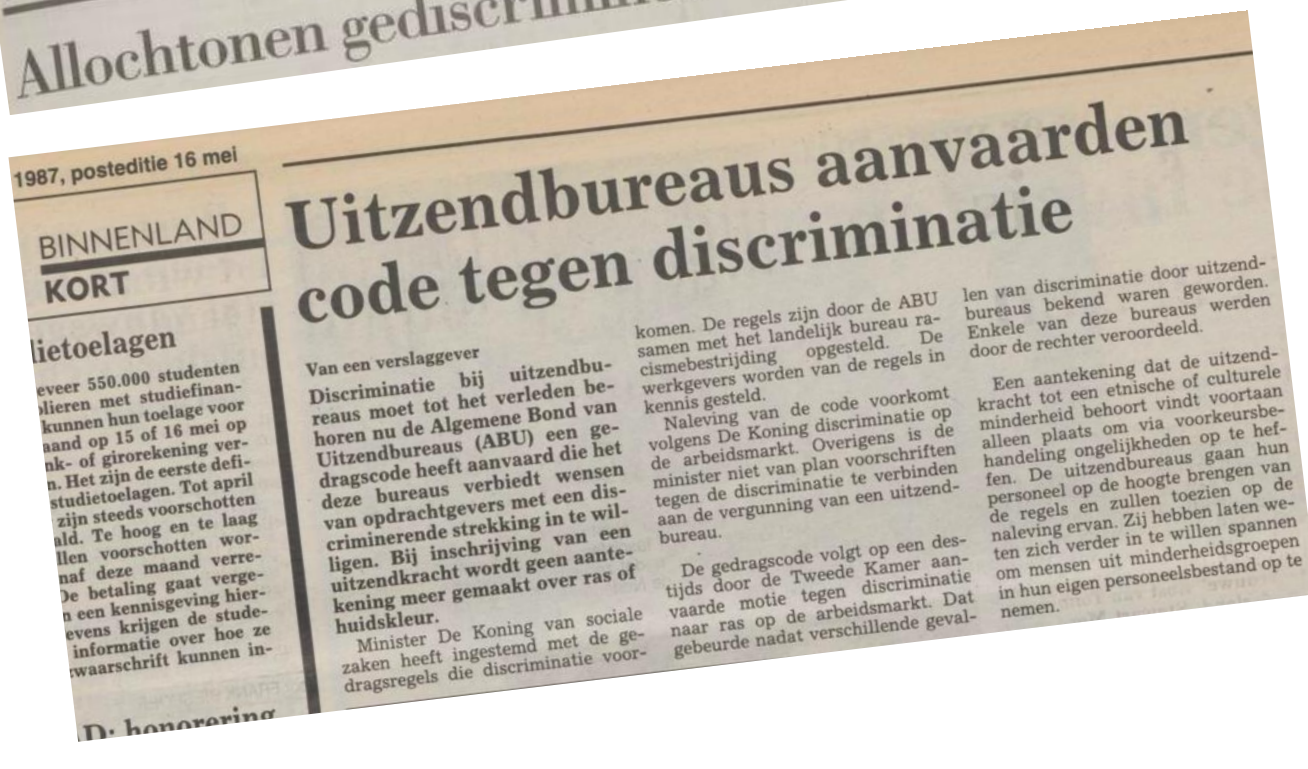 Allochtonen
1987, posteditie 16 mei
BINNENLAND
KORT
lietoelagen
eveer 550.000 studenten
lieren met studiefinan-
kunnen hun toelage voor
aand op 15 of 16 mei op
nk- of girorekening ver-
n. Het zijn de eerste defi-
studietoelagen. Tot april
zijn steeds voorschotten
ald. Te hoog en te laag
llen voorschotten wor-
naf deze maand verre-
De betaling gaat verge-
n een kennisgeving hier-
evens krijgen de stude-
informatie over hoe ze
waarschrift kunnen in-
D: honorering
Uitzendbureaus aanvaarden
code tegen discriminatie
Van een verslaggever
Discriminatie bij uitzendbu-
reaus moet tot het verleden be-
horen nu de Algemene Bond van
Uitzendbureaus (ABU) een ge-
dragscode heeft aanvaard die het
deze bureaus verbiedt wensen
van opdrachtgevers met een dis-
criminerende strekking in te wil-
ligen. Bij inschrijving van een
uitzendkracht wordt geen aante-
kening meer gemaakt over ras of
huidskleur.
Minister De Koning van sociale
zaken heeft ingestemd met de ge-
dragsregels die discriminatie voor-
komen. De regels zijn door de ABU
samen met het landelijk bureau ra-
cismebestrijding opgesteld. De
werkgevers worden van de regels in
kennis gesteld.
Naleving van de code voorkomt
volgens De Koning discriminatie op
de arbeidsmarkt. Overigens is de
minister niet van plan voorschriften
tegen de discriminatie te verbinden
aan de vergunning van een uitzend-
bureau.
De gedragscode volgt op een des-
tijds door de Tweede Kamer aan-
vaarde motie tegen discriminatie
naar ras op de arbeidsmarkt. Dat
gebeurde nadat verschillende geval-
len van discriminatie door uitzend-
bureaus bekend waren geworden.
Enkele van deze bureaus werden
door de rechter veroordeeld.
Een aantekening dat de uitzend-
kracht tot een etnische of culturele
minderheid behoort vindt voortaan
alleen plaats om via voorkeursbe-
handeling ongelijkheden op te hef-
fen. De uitzendbureaus gaan hun
personeel op de hoogte brengen van
de regels en zullen toezien op de
naleving ervan. Zij hebben laten we-
ten zich verder in te willen spannen
om mensen uit minderheidsgroepen
in hun eigen personeelsbestand op te
nemen.